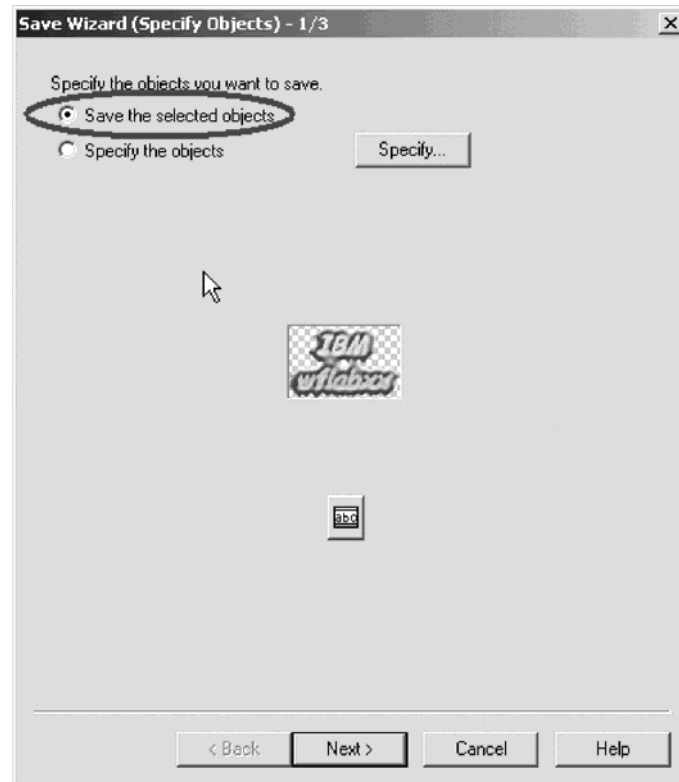 Save Wizard (Specify Objects) - 1/3
Specify the objects you want to save.
Save the selected objects
Specify the objects
Specify...
IBM
wflabxx
abc
< Back
Next >
Cancel
Help